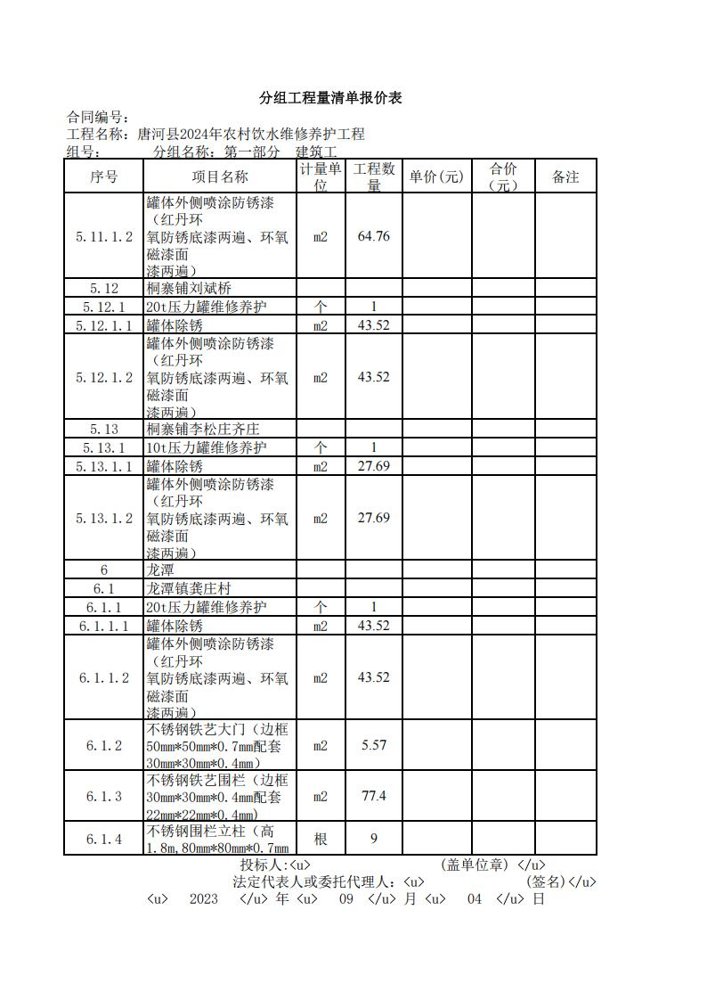 分组工程量清单报价表
合同编号：
工程名称：唐河县2024年农村饮水维修养护工程
组号： 分组名称：第一部分 建筑工
序号 项目名称 计量单位 工程数量 单价(元) 合价（元） 备注
5.11.1.2 罐体外侧喷涂防锈漆（红丹环氧防锈底漆两遍、环氧磁漆面漆两遍） m2 64.76
5.12 桐寨铺刘斌桥
5.12.1 20t压力罐维修养护 个 1
5.12.1.1 罐体除锈 m2 43.52
5.12.1.2 罐体外侧喷涂防锈漆（红丹环氧防锈底漆两遍、环氧磁漆面漆两遍） m2 43.52
5.13 桐寨铺李松庄齐庄
5.13.1 10t压力罐维修养护 个 1
5.13.1.1 罐体除锈 m2 27.69
5.13.1.2 罐体外侧喷涂防锈漆（红丹环氧防锈底漆两遍、环氧磁漆面漆两遍） m2 27.69
6 龙潭
6.1 龙潭镇龚庄村
6.1.1 20t压力罐维修养护 个 1
6.1.1.1 罐体除锈 m2 43.52
6.1.1.2 罐体外侧喷涂防锈漆（红丹环氧防锈底漆两遍、环氧磁漆面漆两遍） m2 43.52
6.1.2 不锈钢铁艺大门（边框50mm*50mm*0.7mm配套30mm*30mm*0.4mm） m2 5.57
6.1.3 不锈钢铁艺围栏（边框30mm*30mm*0.4mm配套22mm*22mm*0.4mm) m2 77.4
6.1.4 不锈钢围栏立柱（高1.8m,80mm*80mm*0.7mm 根 9
投标人:<u> (盖单位章) </u>
法定代表人或委托代理人：<u> (签名)</u>
<u> 2023 </u> 年 <u> 09 </u> 月 <u> 04 </u> 日